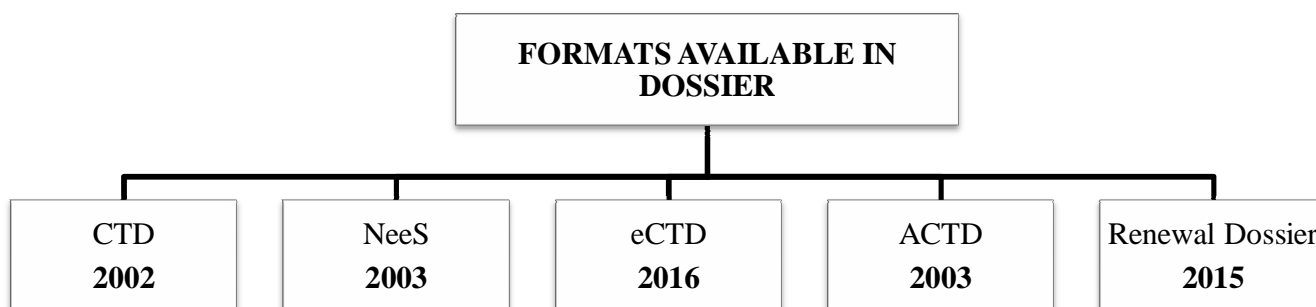 FORMATS AVAILABLE IN
DOSSIER
CTD
2002
NeeS
2003
eCTD
2016
ACTD
2003
Renewal Dossier
2015